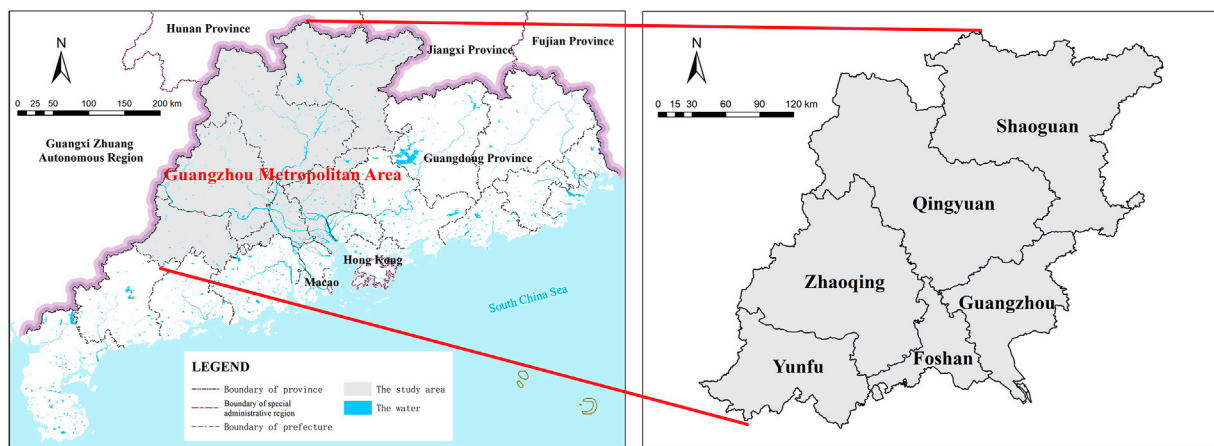 Hunan Province
Jiangxi Province
Fujian Province
N
0 25 50 100 150 200 km
Guangxi Zhuang
Autonomous Region
Guangdong Province
Guangzhou Metropolitan Area
Hong Kong
Macao
South China Sea
LEGEND
Boundary of province
Boundary of special
administrative region
Boundary of prefecture
The study area
The water
N
0 15 30 60 90 120 km
Shaoguan
Qingyuan
Zhaoqing
Guangzhou
Foshan
Yunfu